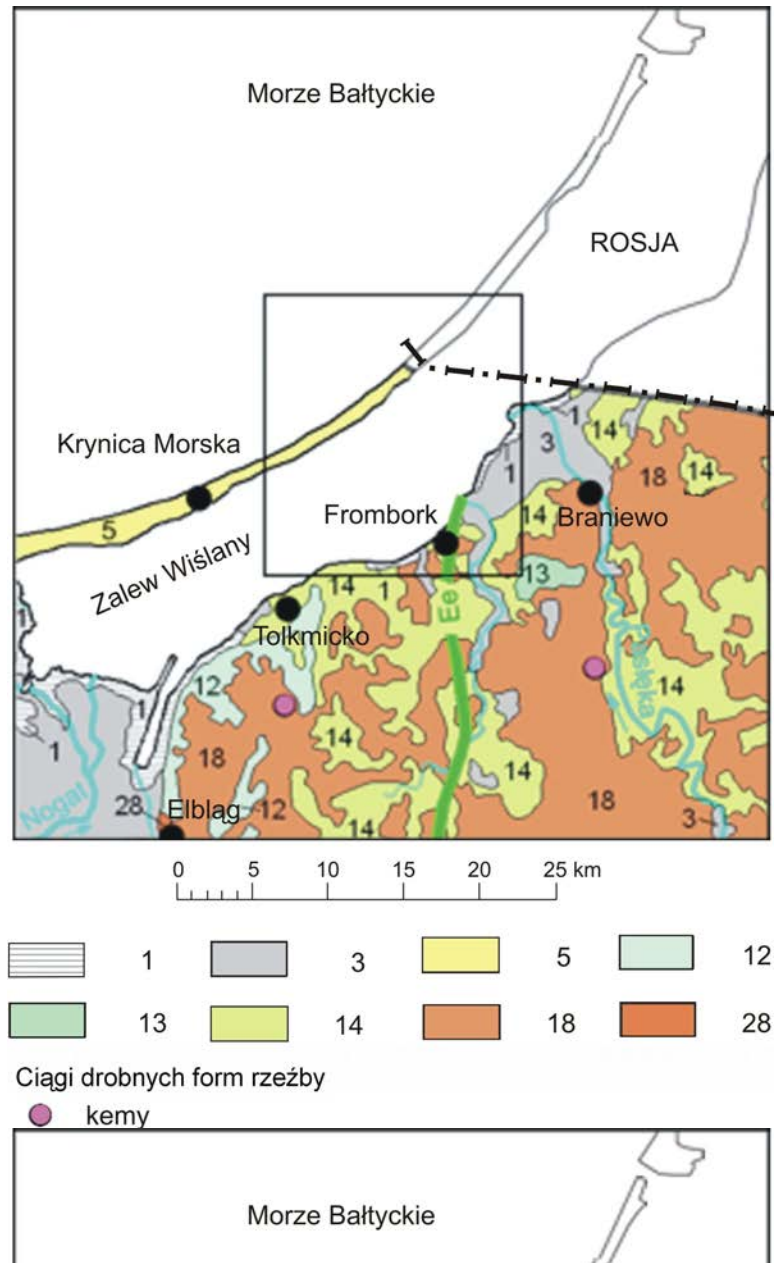 Morze Bałtyckie
ROSJA
Krynica Morska
1
3
14
18
14
5
Frombork
14
Braniewo
1
Zalew Wiślany
13
14
1
Ee
Tolkmicko
1
12
Pasłęka
14
1
1
18
14
14
28
Elbląg
12
18
Nogat
14
3
0 5 10 15 20 25 km
1 3 5 12
13 14 18 28
Ciągi drobnych form rzeźby
kemy
Morze Bałtyckie